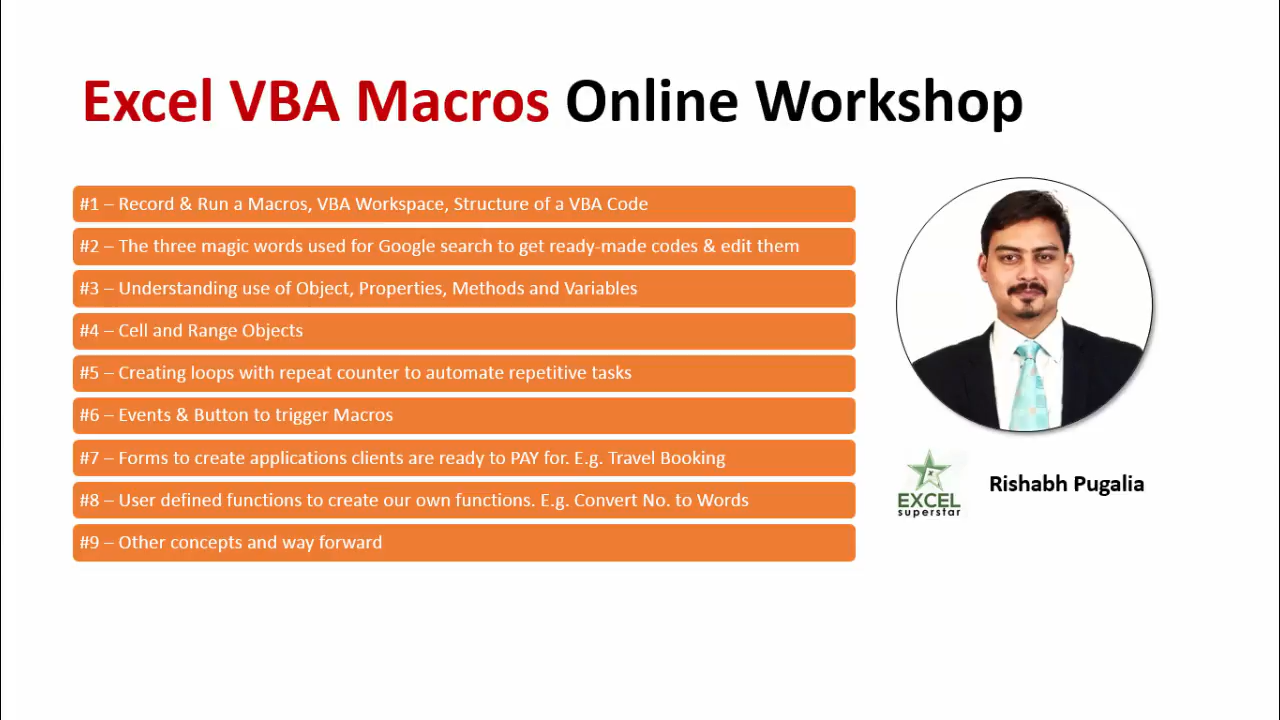 Excel VBA Macros Online Workshop
#1 – Record & Run a Macros, VBA Workspace, Structure of a VBA Code
#2 – The three magic words used for Google search to get ready-made codes & edit them
#3 – Understanding use of Object, Properties, Methods and Variables
#4 – Cell and Range Objects
#5 – Creating loops with repeat counter to automate repetitive tasks
#6 – Events & Button to trigger Macros
#7 – Forms to create applications clients are ready to PAY for. E.g. Travel Booking
#8 – User defined functions to create our own functions. E.g. Convert No. to Words
#9 – Other concepts and way forward
EXCEL
superstar
Rishabh Pugalia